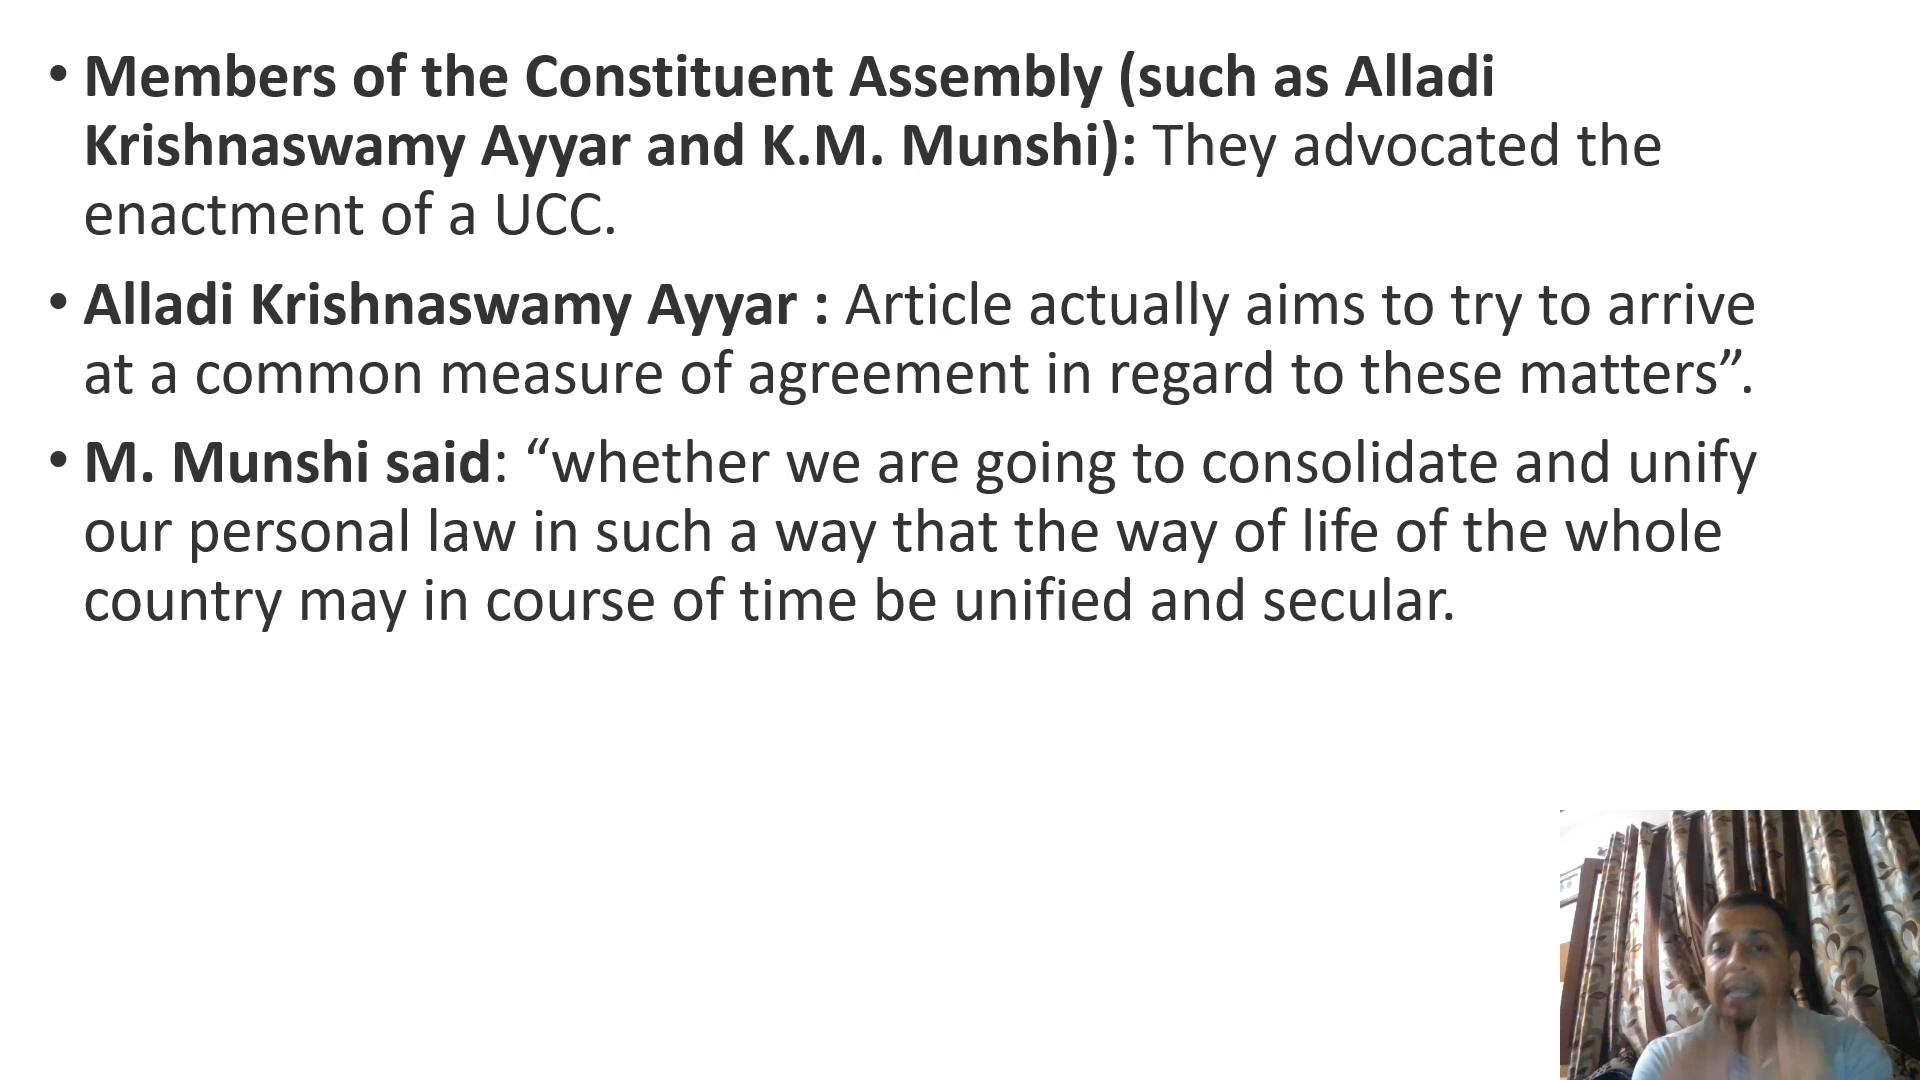 • Members of the Constituent Assembly (such as Alladi
Krishnaswamy Ayyar and K.M. Munshi): They advocated the
enactment of a UCC.
• Alladi Krishnaswamy Ayyar : Article actually aims to try to arrive
at a common measure of agreement in regard to these matters”.
• M. Munshi said: “whether we are going to consolidate and unify
our personal law in such a way that the way of life of the whole
country may in course of time be unified and secular.